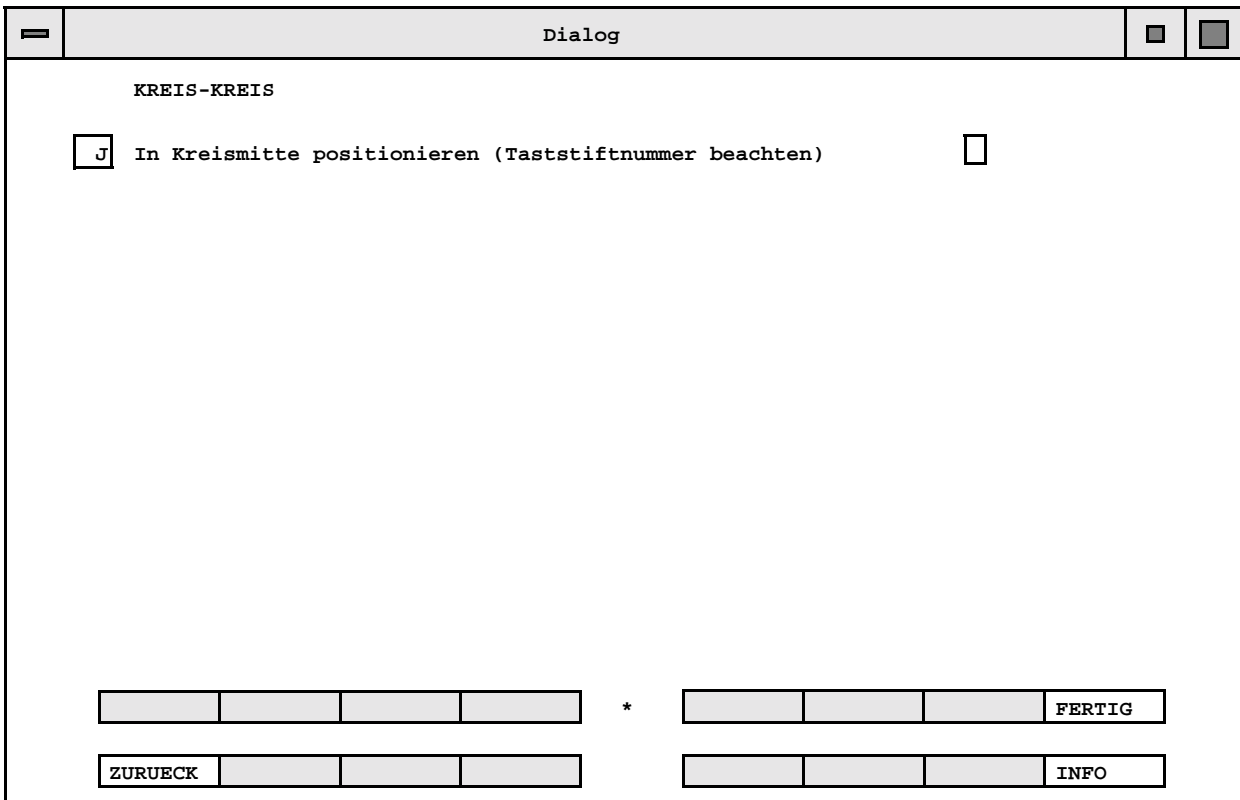 Dialog
KREIS-KREIS
J In Kreismitte positionieren (Taststiftnummer beachten)
* FERTIG
ZURUECK INFO